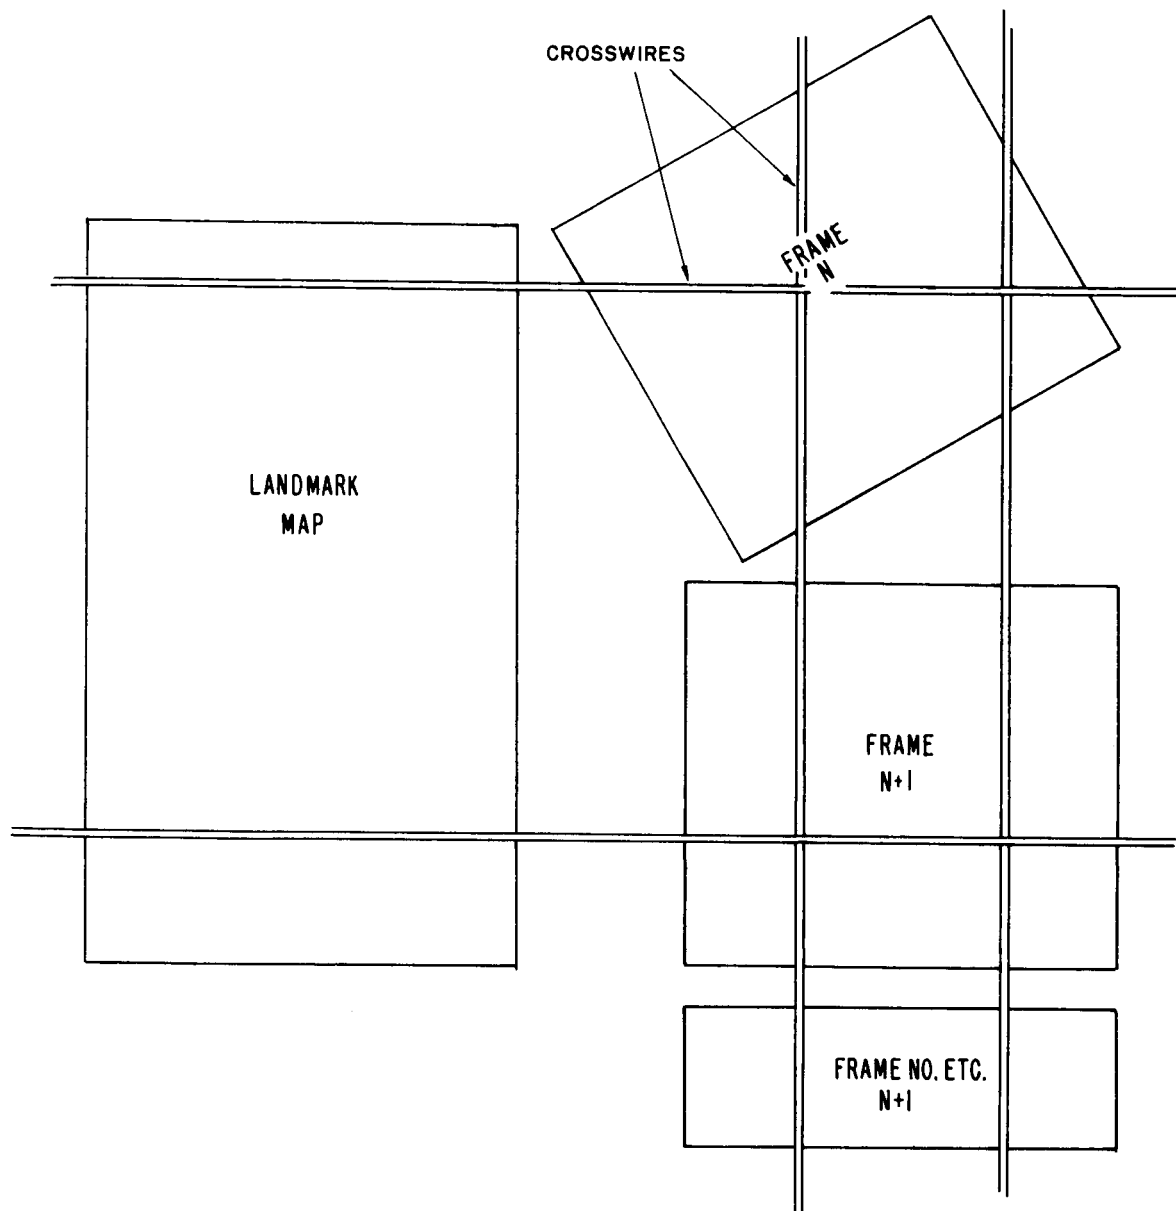 CROSSWIRES
FRAME
N
LANDMARK
MAP
FRAME
N+1
FRAME NO. ETC.
N+1